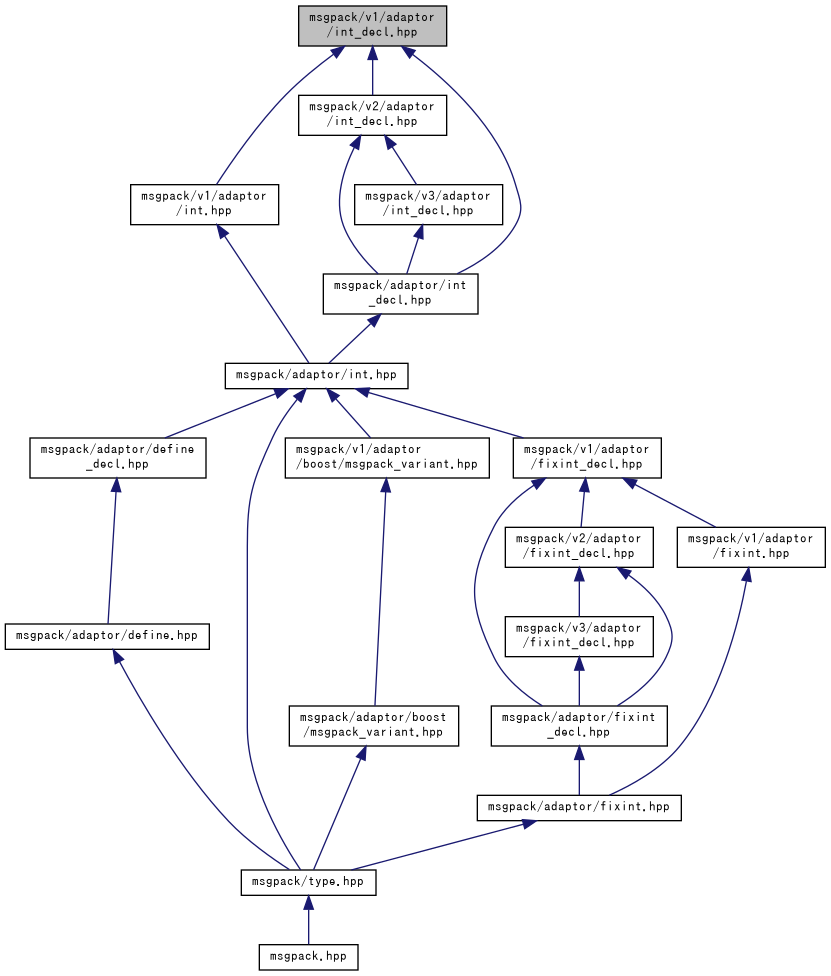 msgpack/v1/adaptor
/int_decl.hpp
msgpack/v2/adaptor
/int_decl.hpp
msgpack/v1/adaptor
/int.hpp
msgpack/v3/adaptor
/int_decl.hpp
msgpack/adaptor/int
_decl.hpp
msgpack/adaptor/int.hpp
msgpack/adaptor/define
_decl.hpp
msgpack/v1/adaptor
/boost/msgpack_variant.hpp
msgpack/v1/adaptor
/fixint_decl.hpp
msgpack/v2/adaptor
/fixint_decl.hpp
msgpack/v1/adaptor
/fixint.hpp
msgpack/adaptor/define.hpp
msgpack/v3/adaptor
/fixint_decl.hpp
msgpack/adaptor/boost
/msgpack_variant.hpp
msgpack/adaptor/fixint
_decl.hpp
msgpack/adaptor/fixint.hpp
msgpack/type.hpp
msgpack.hpp